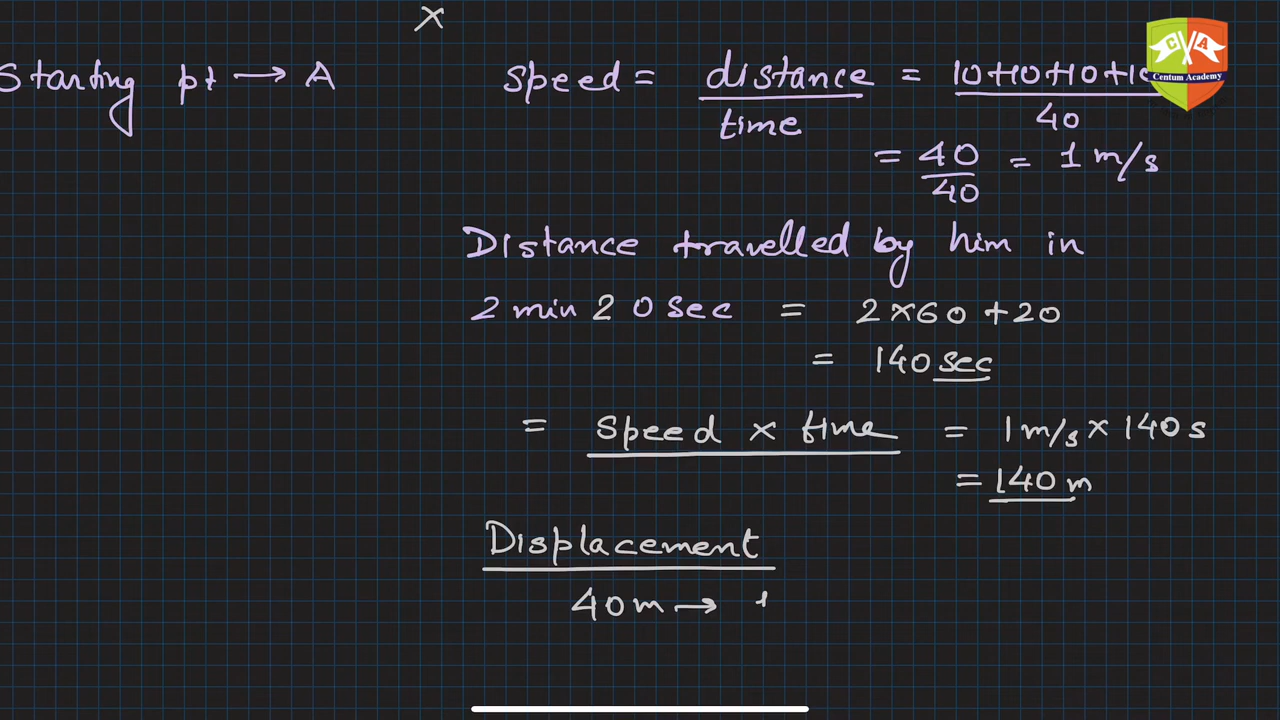 x
Starting pt → A
speed = distance / time = 10+10+10+10 / 40
= 40/40 = 1 m/s
Distance travelled by him in
2 min 20 sec = 2×60+20
= 140 sec
= speed × time = 1 m/s × 140 s
= 140 m
Displacement
40 m →
C A
Centum Academy